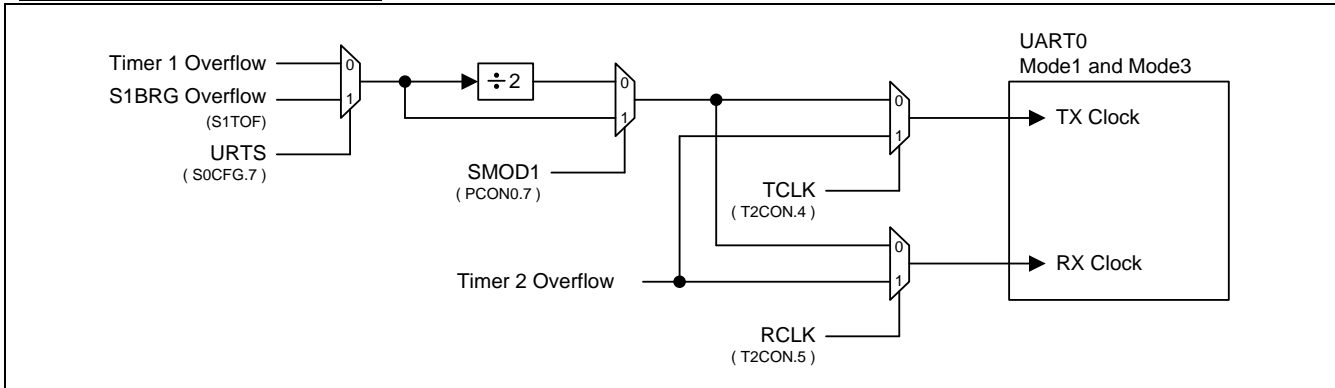 UART0
Mode1 and Mode3
Timer 1 Overflow
0
÷ 2
0
S1BRG Overflow
1
(S1TOF)
1
0
1
TX Clock
URTS
( S0CFG.7 )
SMOD1
( PCON0.7 )
TCLK
( T2CON.4 )
0
Timer 2 Overflow
1
RX Clock
RCLK
( T2CON.5 )